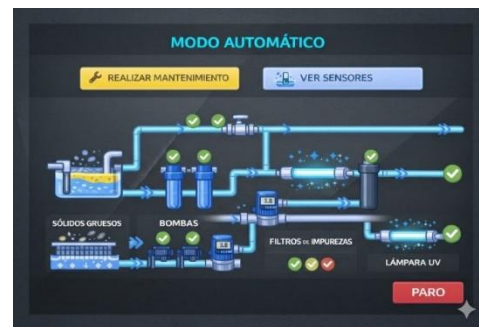 MODO AUTOMÁTICO
REALIZAR MANTENIMIENTO
VER SENSORES
SÓLIDOS GRUESOS
BOMBAS
FILTROS DE IMPUREZAS
LÁMPARA UV
PARO